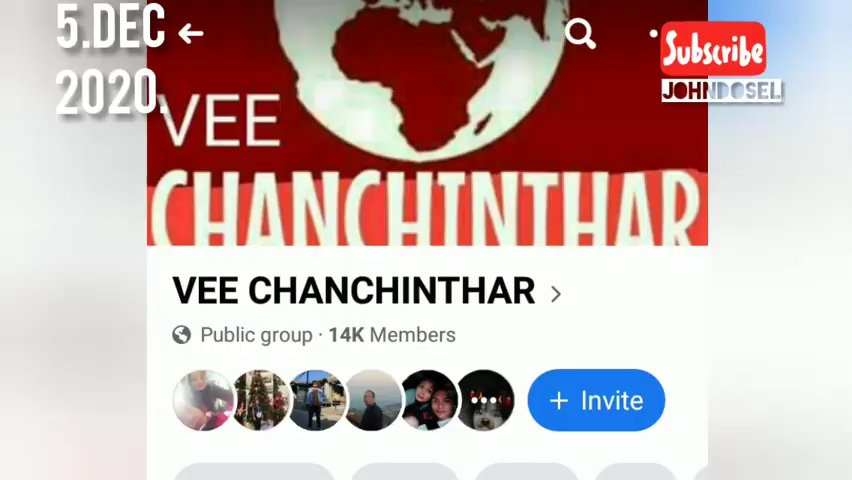 5.DEC
2020.
Subscribe
JOHNDOSEL
VEE
CHANCHINTHAR
VEE CHANCHINTHAR
Public group · 14K Members
+ Invite